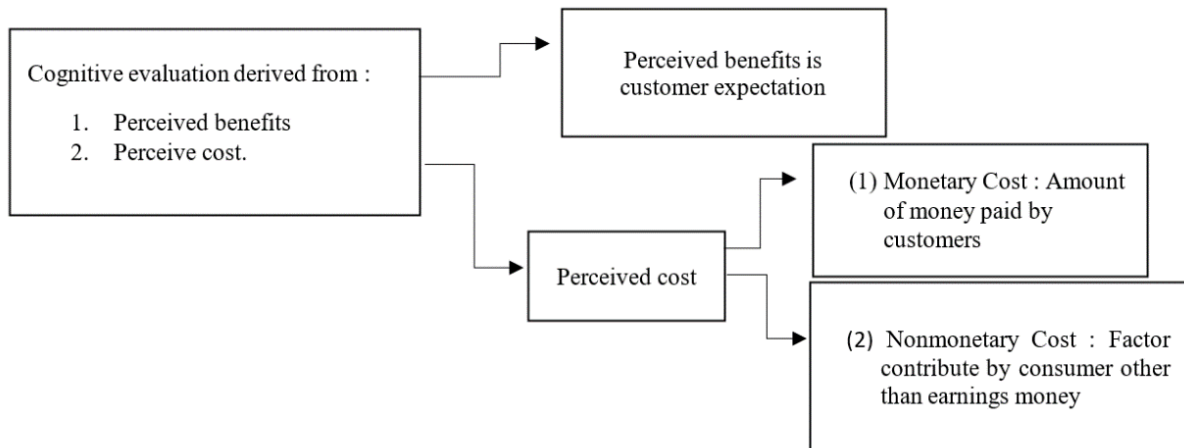 Cognitive evaluation derived from :
1. Perceived benefits
2. Perceive cost.
Perceived benefits is
customer expectation
Perceived cost
(1) Monetary Cost : Amount
of money paid by
customers
(2) Nonmonetary Cost : Factor
contribute by consumer other
than earnings money